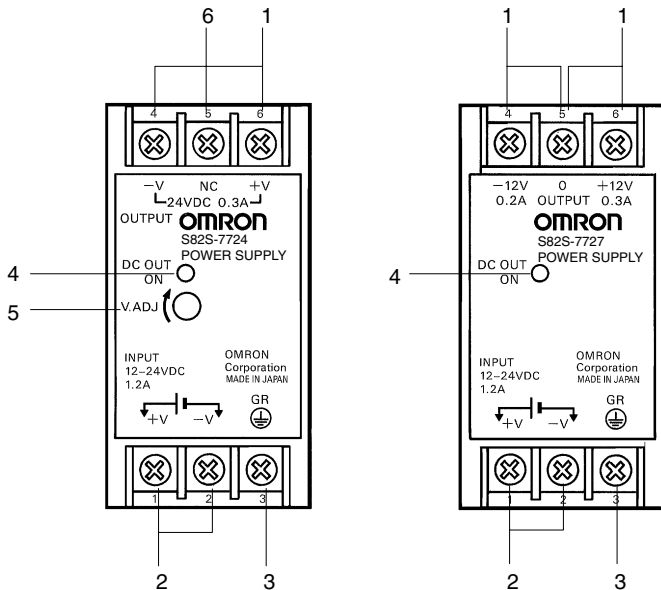 6 1
4 5 6
−V NC +V
24VDC 0.3A
OUTPUT OMRON
S82S-7724
POWER SUPPLY
4 DC OUT
ON
5 V.ADJ
INPUT
12–24VDC
1.2A
OMRON
Corporation
MADE IN JAPAN
+V −V
GR
1 2 3
2 3
1 1
4 5 6
−12V 0 +12V
0.2A OUTPUT 0.3A
OMRON
S82S-7727
POWER SUPPLY
4 DC OUT
ON
INPUT
12–24VDC
1.2A
OMRON
Corporation
MADE IN JAPAN
+V −V
GR
1 2 3
2 3